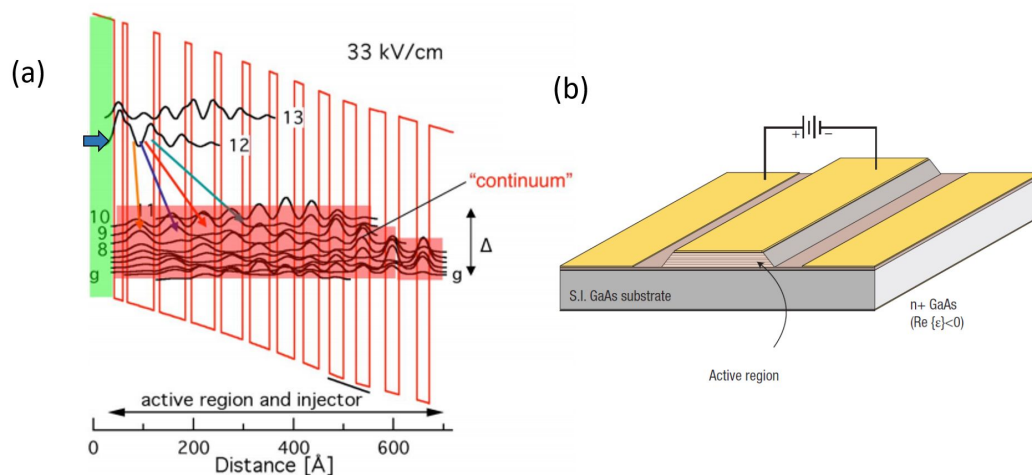 (a)
33 kV/cm
13
12
"continuum"
10
9
8
g
Δ
g
active region and injector
0
200
400
600
Distance [Å]
(b)
+
−
S.I. GaAs substrate
n+ GaAs
(Re {ε}<0)
Active region